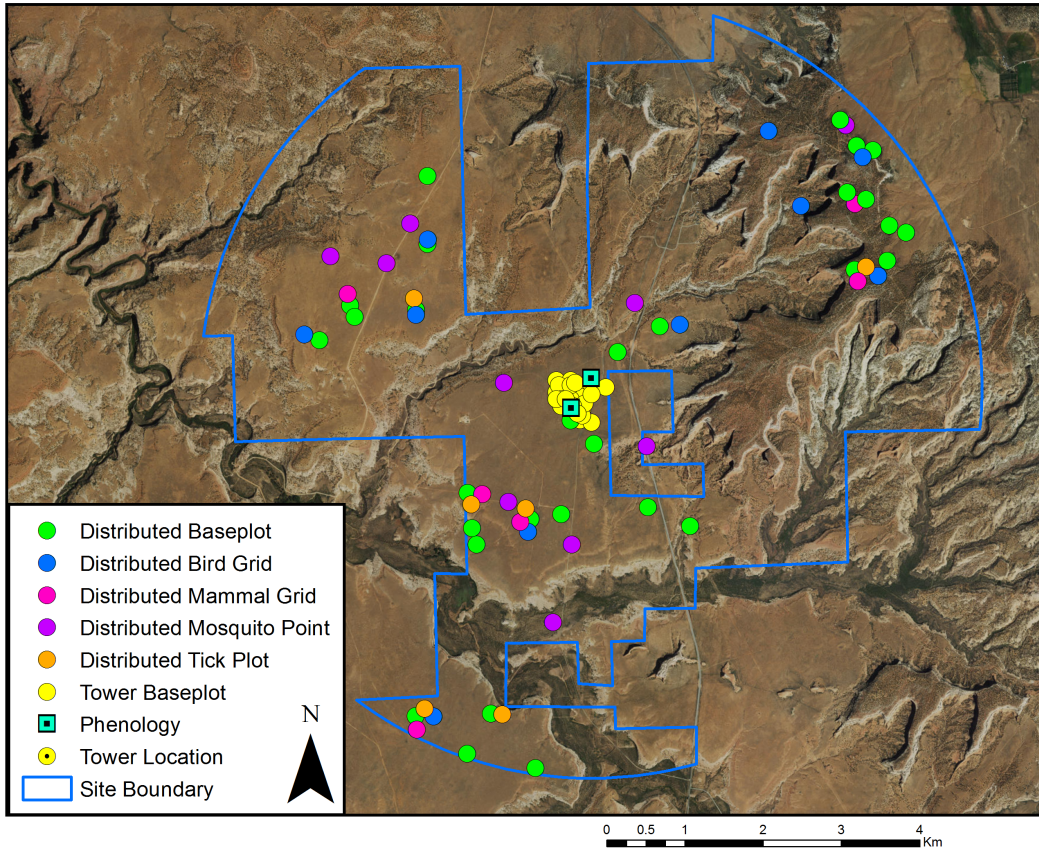 Distributed Baseplot
Distributed Bird Grid
Distributed Mammal Grid
Distributed Mosquito Point
Distributed Tick Plot
Tower Baseplot
Phenology
Tower Location
Site Boundary
N
0 0.5 1 2 3 4
Km